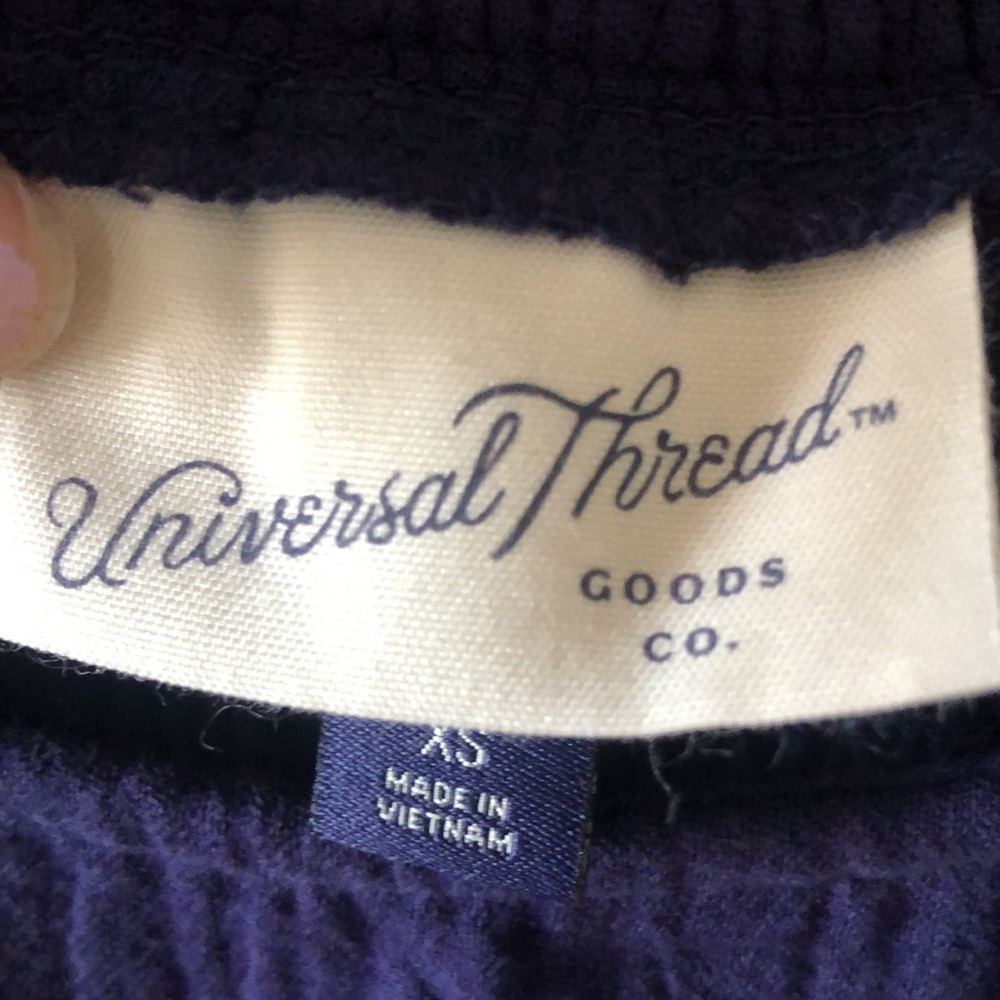 Universal Thread™
GOODS
CO.
XS
MADE IN
VIETNAM